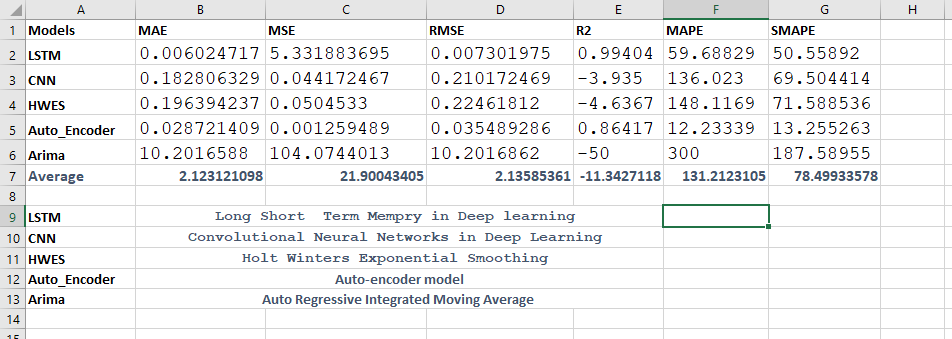 A B C D E F G H
1 Models MAE MSE RMSE R2 MAPE SMAPE
2 LSTM 0.006024717 5.331883695 0.007301975 0.99404 59.68829 50.55892
3 CNN 0.182806329 0.044172467 0.210172469 -3.935 136.023 69.504414
4 HWES 0.196394237 0.0504533 0.22461812 -4.6367 148.1169 71.588536
5 Auto_Encoder 0.028721409 0.001259489 0.035489286 0.86417 12.23339 13.255263
6 Arima 10.2016588 104.0744013 10.2016862 -50 300 187.58955
7 Average 2.123121098 21.90043405 2.13585361 -11.3427118 131.2123105 78.49933578
8
9 LSTM Long Short Term Mempry in Deep learning
10 CNN Convolutional Neural Networks in Deep Learning
11 HWES Holt Winters Exponential Smoothing
12 Auto_Encoder Auto-encoder model
13 Arima Auto Regressive Integrated Moving Average
14
15